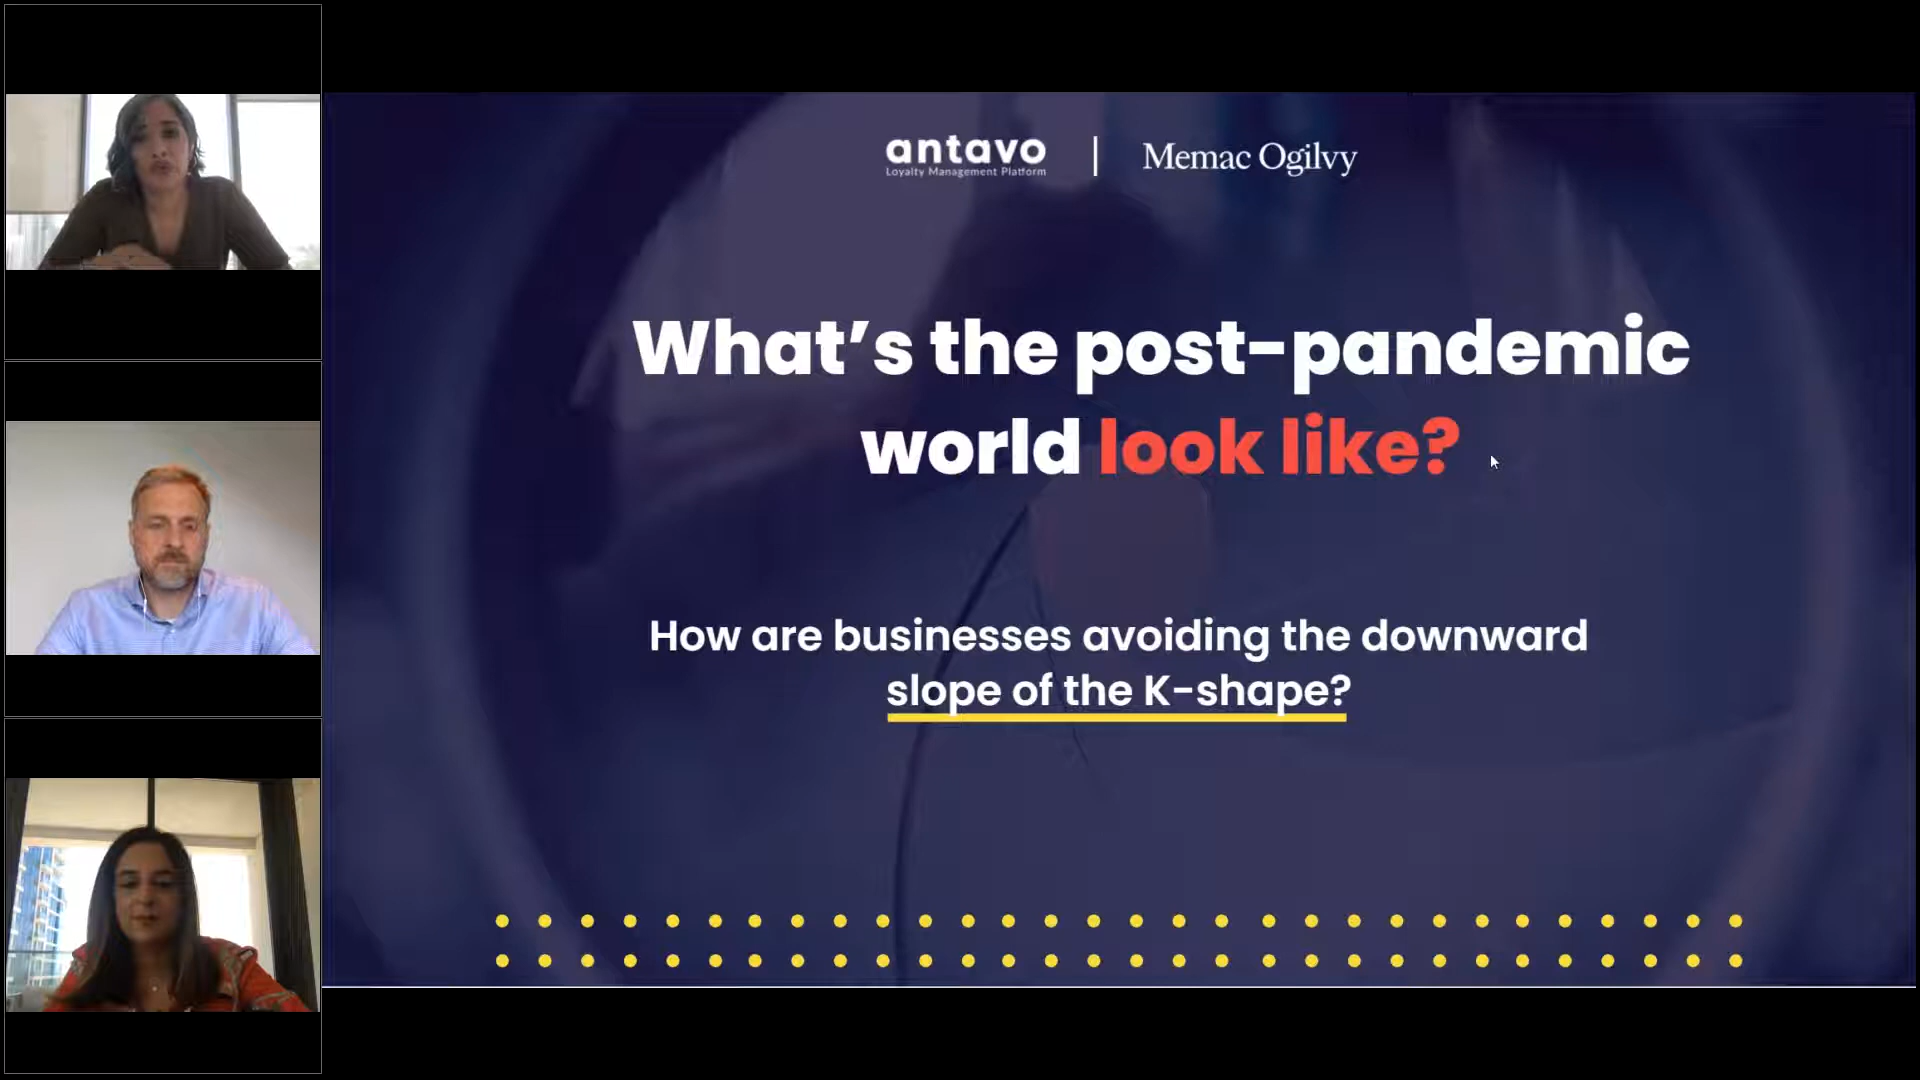 antavo
Loyalty Management Platform
Memac Ogilvy
What’s the post-pandemic
world look like?
How are businesses avoiding the downward
slope of the K-shape?